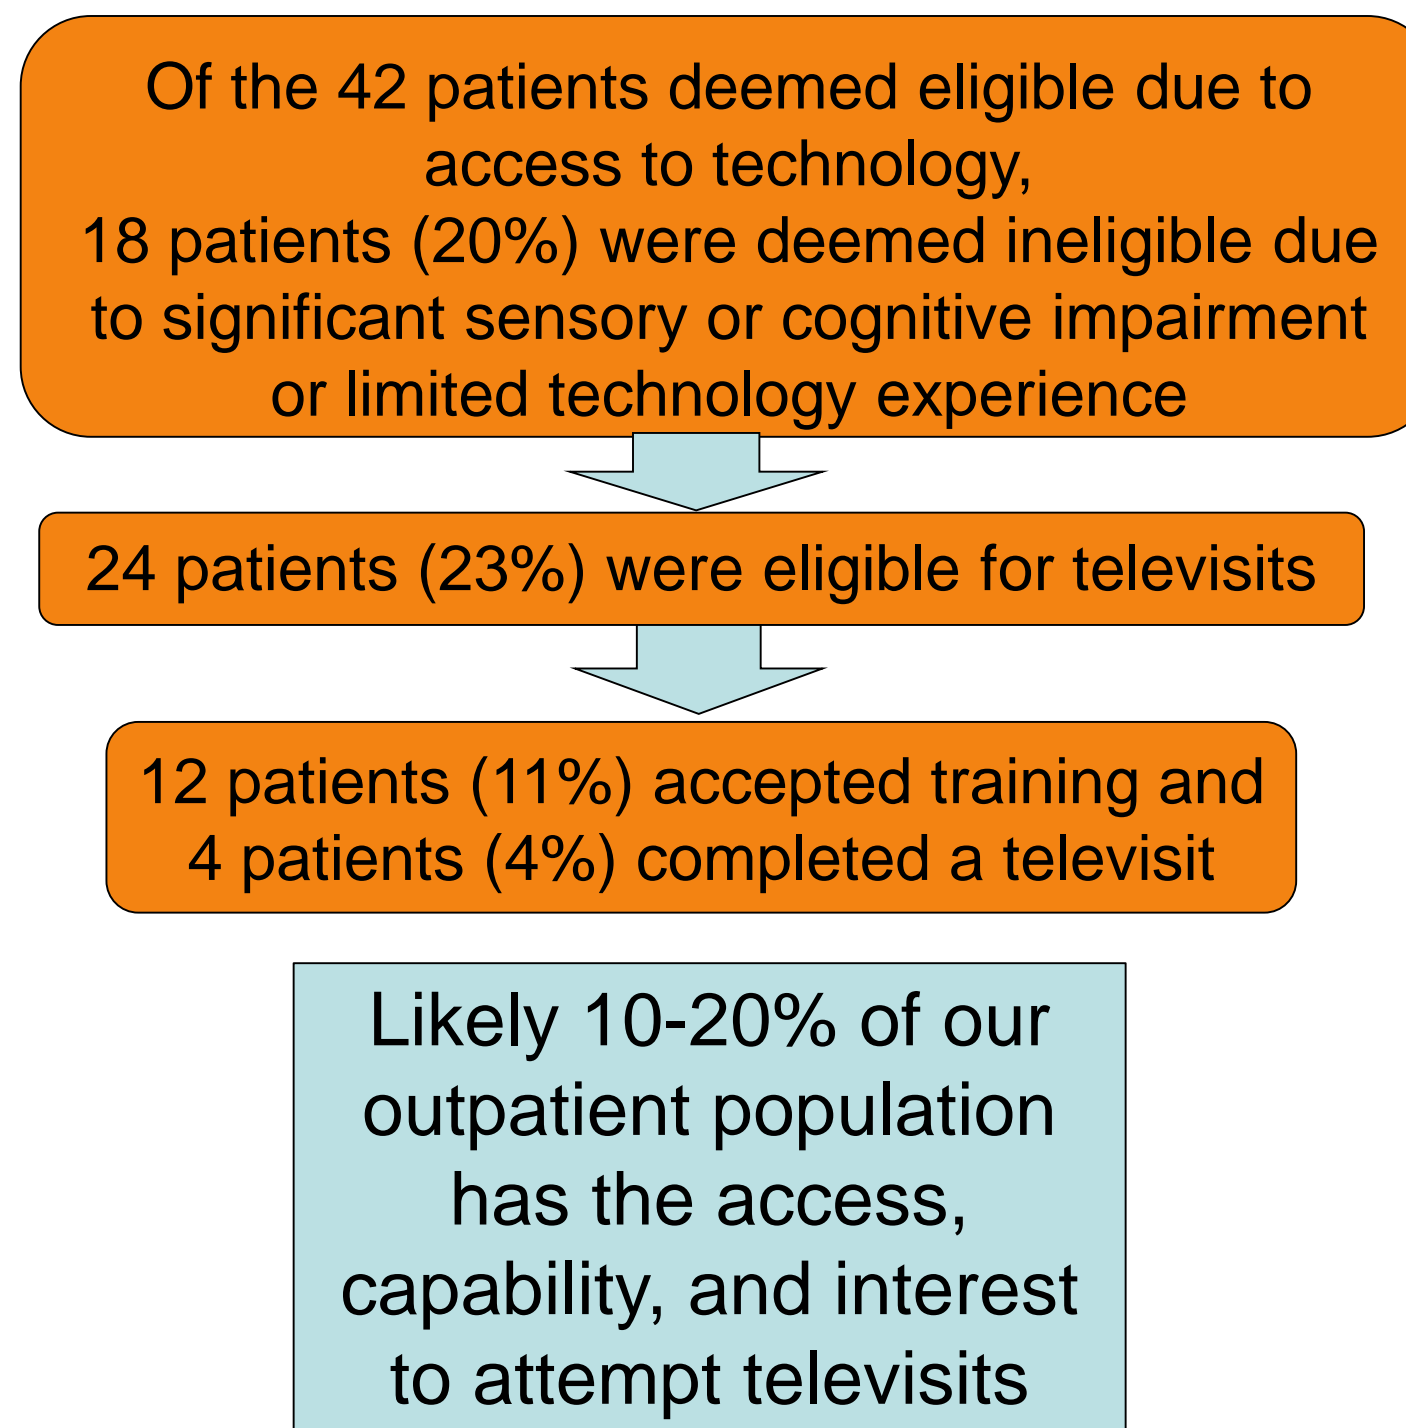 Of the 42 patients deemed eligible due to
access to technology,
18 patients (20%) were deemed ineligible due
to significant sensory or cognitive impairment
or limited technology experience
24 patients (23%) were eligible for televisits
12 patients (11%) accepted training and
4 patients (4%) completed a televisit
Likely 10-20% of our
outpatient population
has the access,
capability, and interest
to attempt televisits